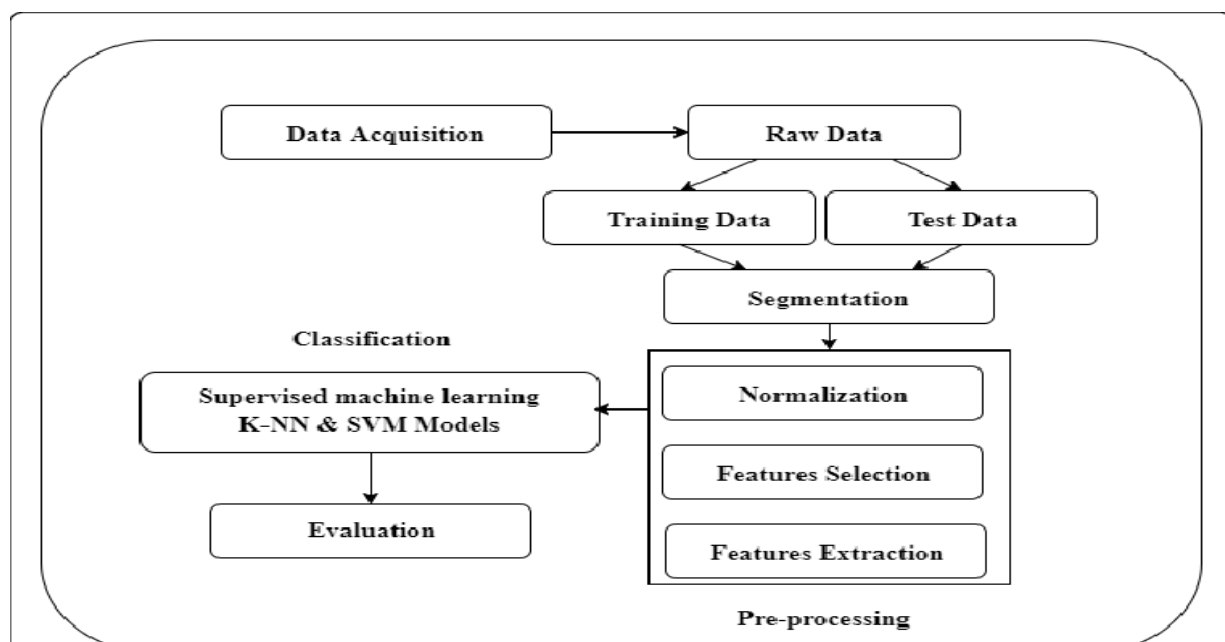 Data Acquisition
Raw Data
Training Data
Test Data
Segmentation
Classification
Supervised machine learning
K-NN & SVM Models
Normalization
Features Selection
Evaluation
Features Extraction
Pre-processing